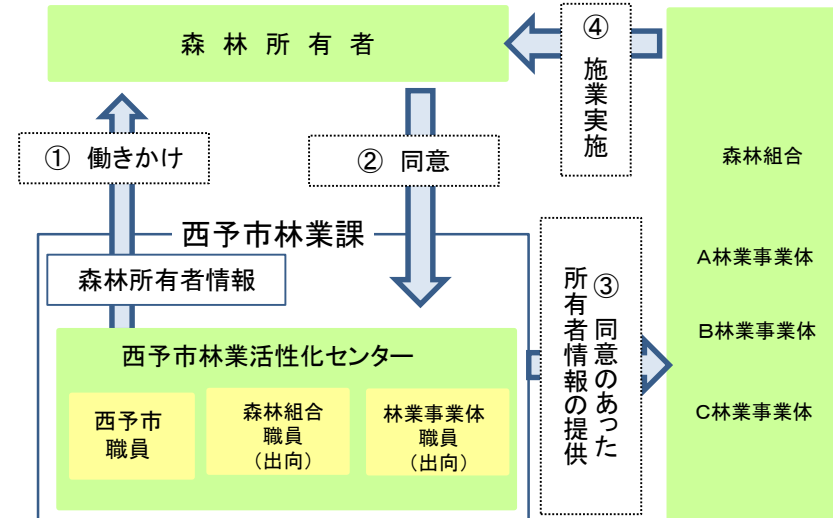 森 林 所 有 者
① 働きかけ
② 同意
④ 施業実施
西予市林業課
森林所有者情報
西予市林業活性化センター
西予市
職員
森林組合
職員
（出向）
林業事業体
職員
（出向）
③ 同意のあった
所有者情報の提供
森林組合
A林業事業体
B林業事業体
C林業事業体